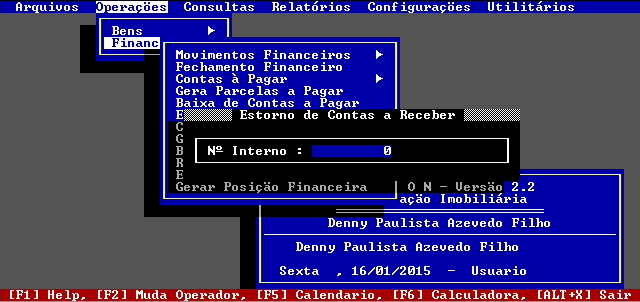 Arquivos Operações Consultas Relatórios Configurações Utilitários
Bens
Financ
Movimentos Financeiros
Fechamento Financeiro
Contas à Pagar
Gera Parcelas a Pagar
Baixa de Contas a Pagar
E
Estorno de Contas a Receber
C
G
Nº Interno : 0
B
R
E
Gerar Posição Financeira
O N - Versão 2.2
ação Imobiliária
Denny Paulista Azevedo Filho
Denny Paulista Azevedo Filho
Sexta , 16/01/2015 - Usuario
[F1] Help, [F2] Muda Operador, [F5] Calendario, [F6] Calculadora, [ALT+X] Sair